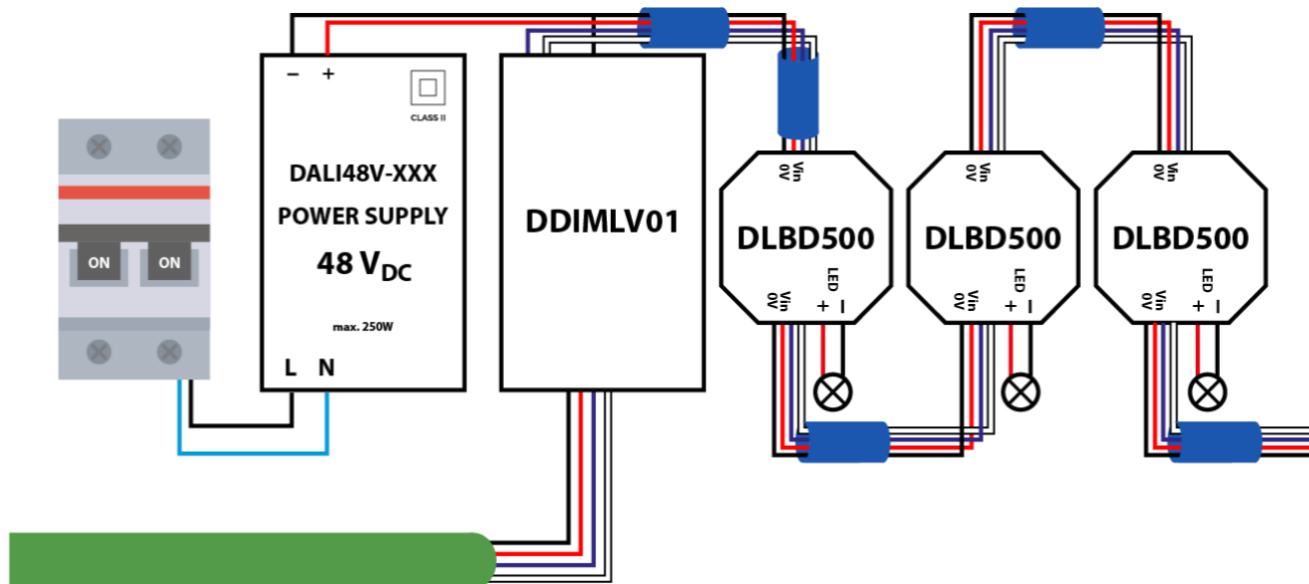 ON
ON
– +
CLASS II
DALI48V-XXX
POWER SUPPLY
48 VDC
max. 250W
L N
DDIMLV01
0V Vin
DLBD500
0V Vin LED + –
0V Vin
DLBD500
0V Vin LED + –
0V Vin
DLBD500
0V Vin LED + –